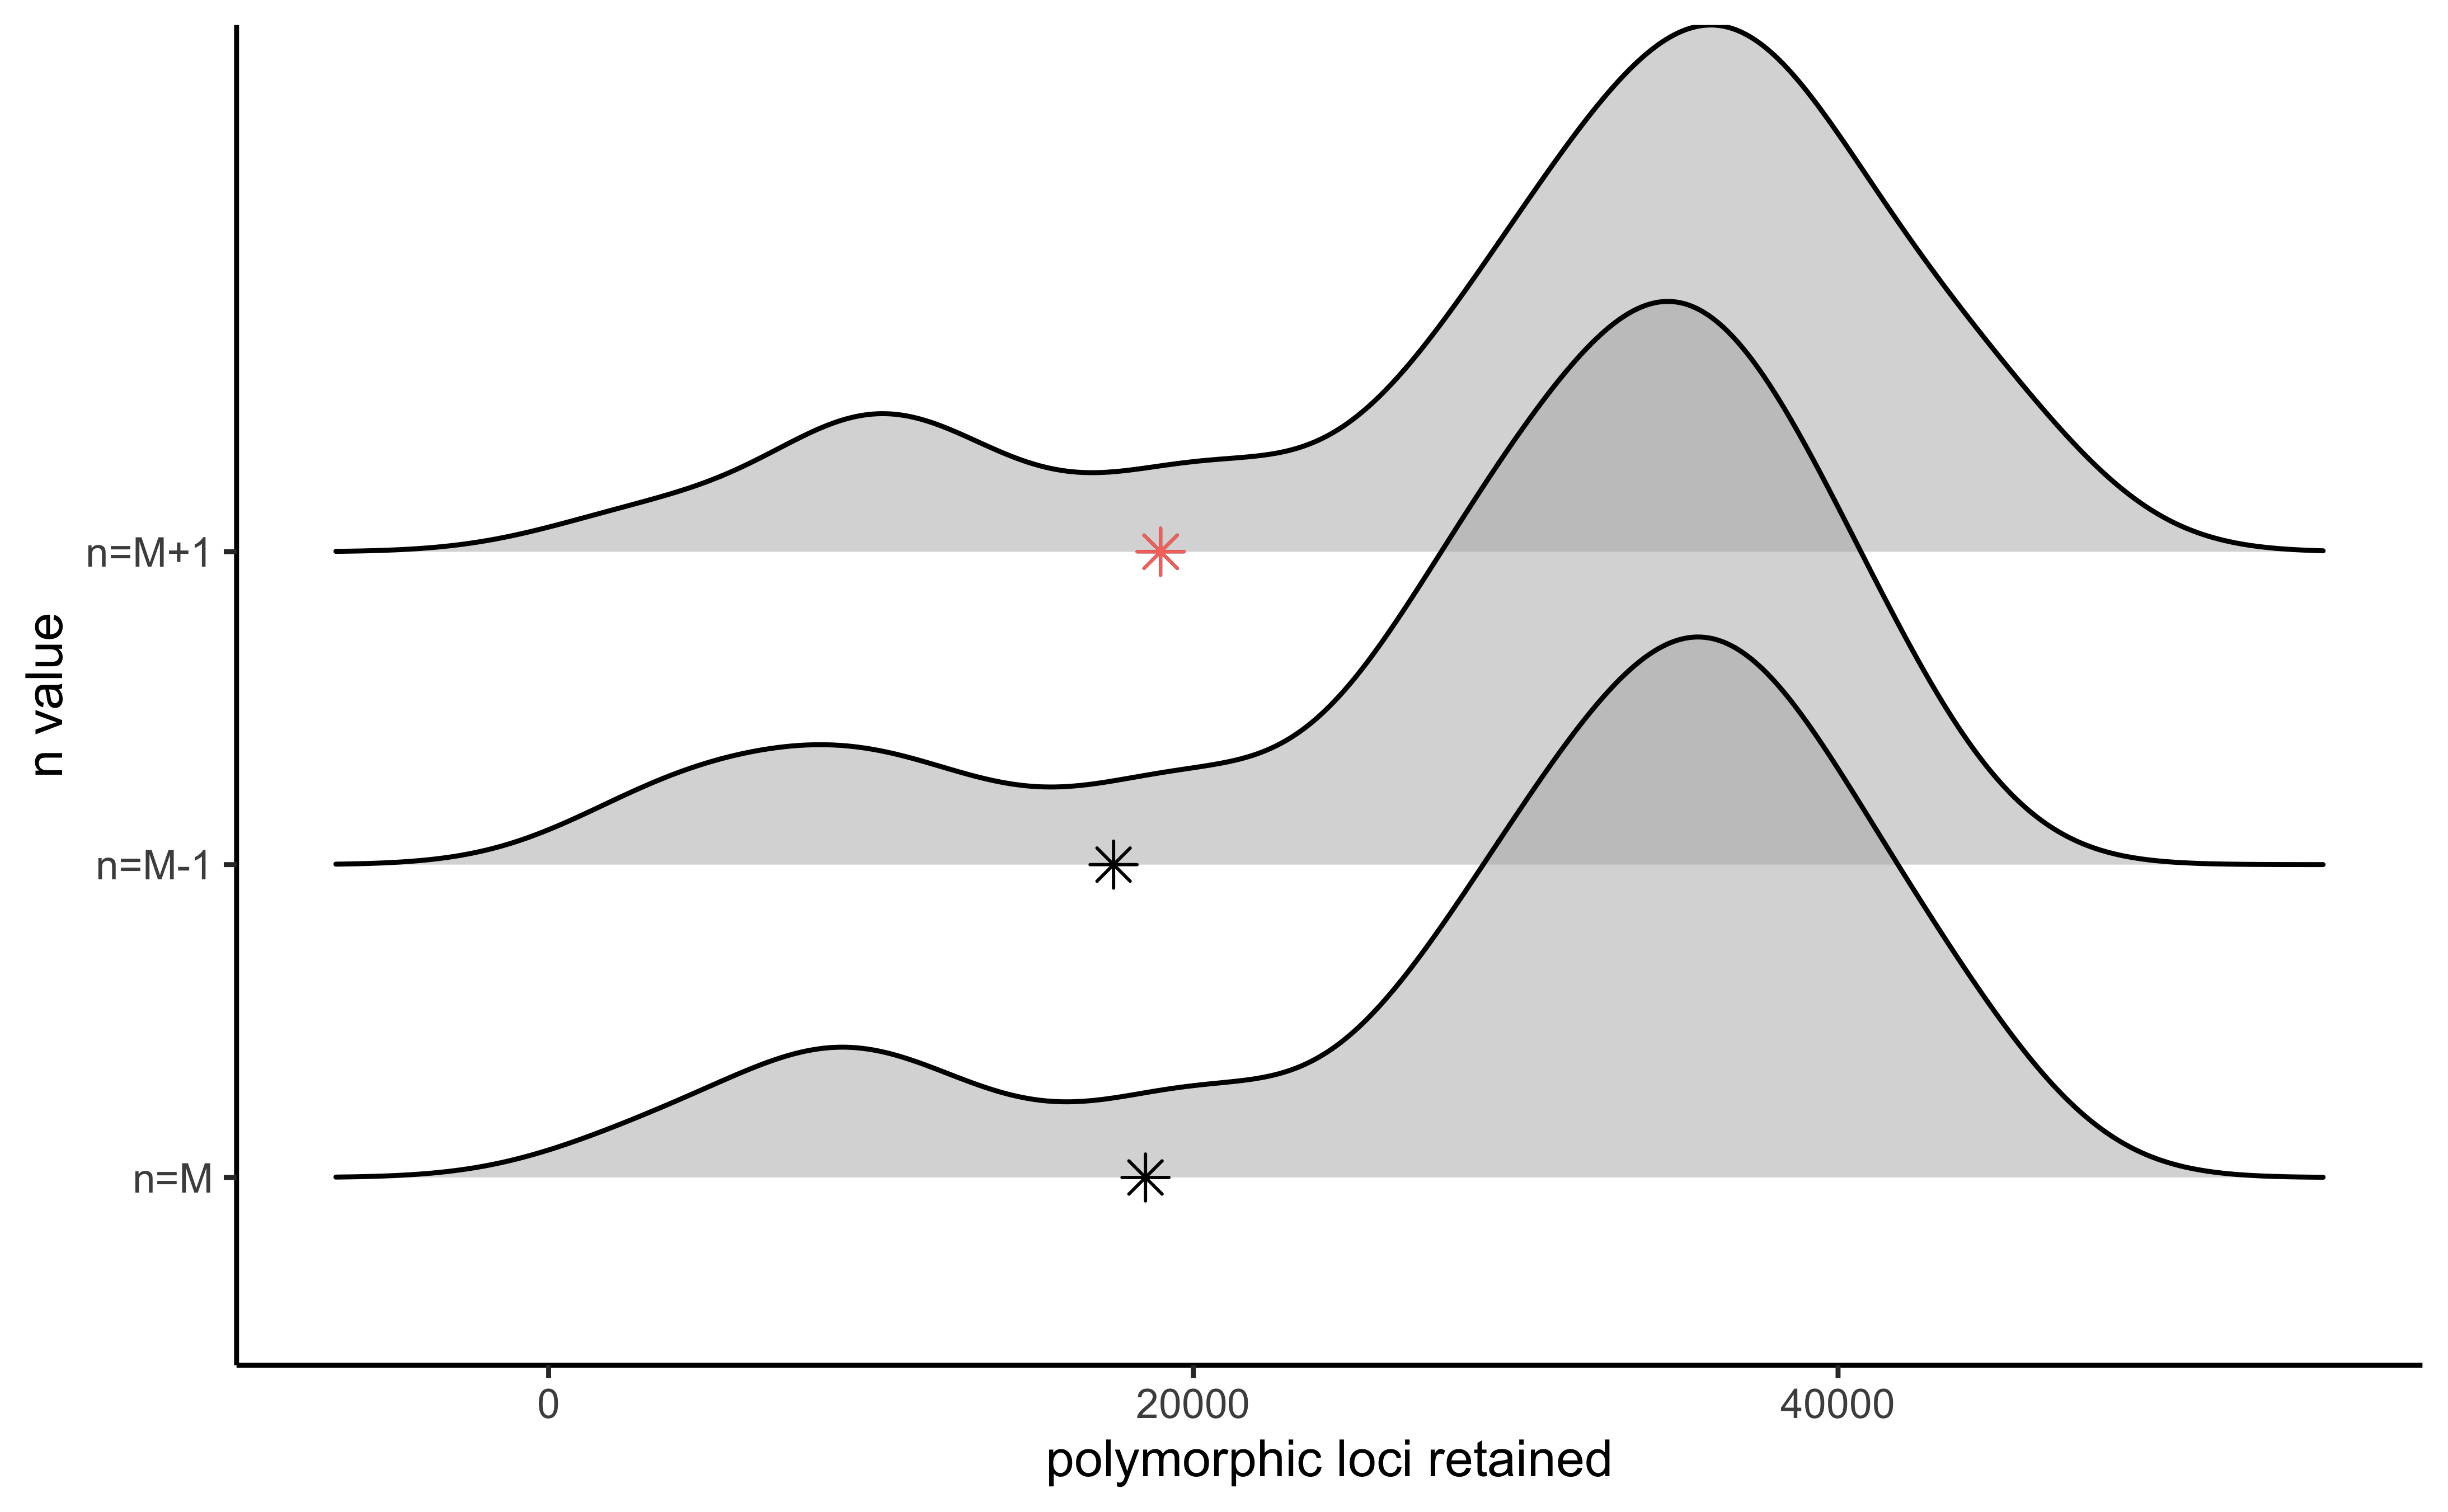 n value
n=M+1
n=M-1
n=M
0 20000 40000
polymorphic loci retained